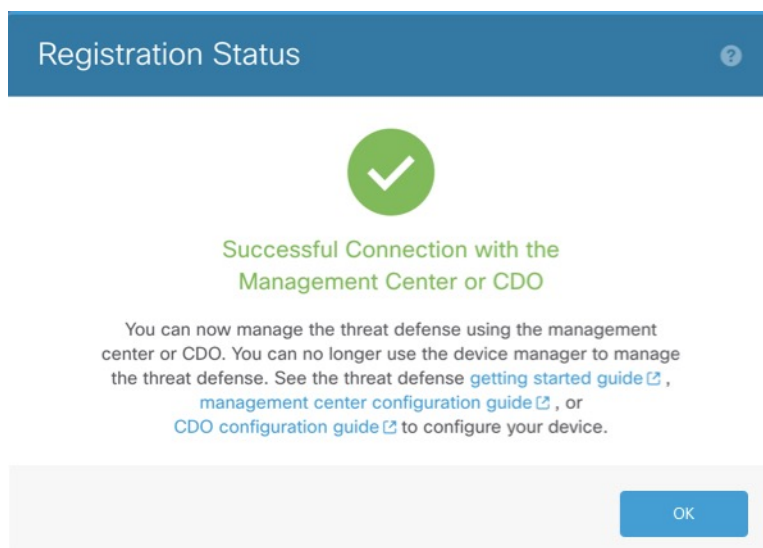 Registration Status
?
Successful Connection with the
Management Center or CDO
You can now manage the threat defense using the management
center or CDO. You can no longer use the device manager to manage
the threat defense. See the threat defense getting started guide ,
management center configuration guide , or
CDO configuration guide to configure your device.
OK